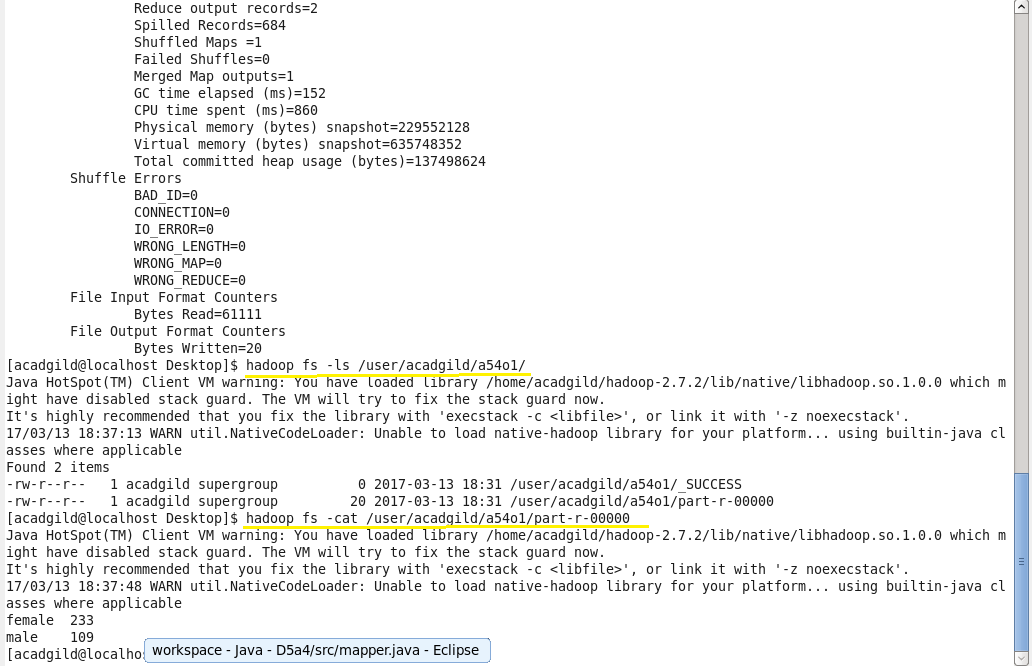 Reduce output records=2
Spilled Records=684
Shuffled Maps =1
Failed Shuffles=0
Merged Map outputs=1
GC time elapsed (ms)=152
CPU time spent (ms)=860
Physical memory (bytes) snapshot=229552128
Virtual memory (bytes) snapshot=635748352
Total committed heap usage (bytes)=137498624
Shuffle Errors
BAD_ID=0
CONNECTION=0
IO_ERROR=0
WRONG_LENGTH=0
WRONG_MAP=0
WRONG_REDUCE=0
File Input Format Counters
Bytes Read=61111
File Output Format Counters
Bytes Written=20
[acadgild@localhost Desktop]$ hadoop fs -ls /user/acadgild/a54o1/
Java HotSpot(TM) Client VM warning: You have loaded library /home/acadgild/hadoop-2.7.2/lib/native/libhadoop.so.1.0.0 which m
ight have disabled stack guard. The VM will try to fix the stack guard now.
It's highly recommended that you fix the library with 'execstack -c <libfile>', or link it with '-z noexecstack'.
17/03/13 18:37:13 WARN util.NativeCodeLoader: Unable to load native-hadoop library for your platform... using builtin-java cl
asses where applicable
Found 2 items
-rw-r--r--   1 acadgild supergroup          0 2017-03-13 18:31 /user/acadgild/a54o1/_SUCCESS
-rw-r--r--   1 acadgild supergroup         20 2017-03-13 18:31 /user/acadgild/a54o1/part-r-00000
[acadgild@localhost Desktop]$ hadoop fs -cat /user/acadgild/a54o1/part-r-00000
Java HotSpot(TM) Client VM warning: You have loaded library /home/acadgild/hadoop-2.7.2/lib/native/libhadoop.so.1.0.0 which m
ight have disabled stack guard. The VM will try to fix the stack guard now.
It's highly recommended that you fix the library with 'execstack -c <libfile>', or link it with '-z noexecstack'.
17/03/13 18:37:48 WARN util.NativeCodeLoader: Unable to load native-hadoop library for your platform... using builtin-java cl
asses where applicable
female  233
male    109
[acadgild@localho
workspace - Java - D5a4/src/mapper.java - Eclipse